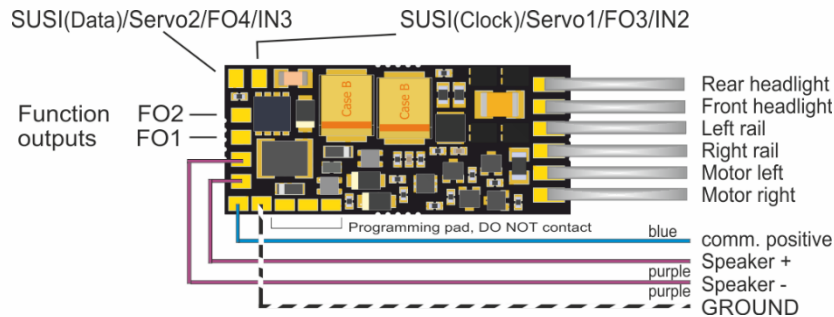 SUSI(Data)/Servo2/FO4/IN3
SUSI(Clock)/Servo1/FO3/IN2
Function
outputs
FO2
FO1
Case B
Case B
Rear headlight
Front headlight
Left rail
Right rail
Motor left
Motor right
Programming pad, DO NOT contact
blue
comm. positive
Speaker +
purple
Speaker -
purple
GROUND